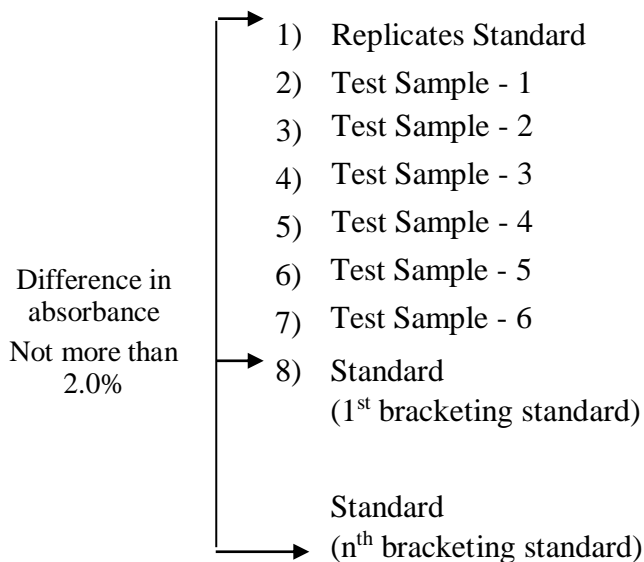 1) Replicates Standard
2) Test Sample - 1
3) Test Sample - 2
4) Test Sample - 3
5) Test Sample - 4
6) Test Sample - 5
7) Test Sample - 6
8) Standard
(1st bracketing standard)
Standard
(nth bracketing standard)
Difference in
absorbance
Not more than
2.0%